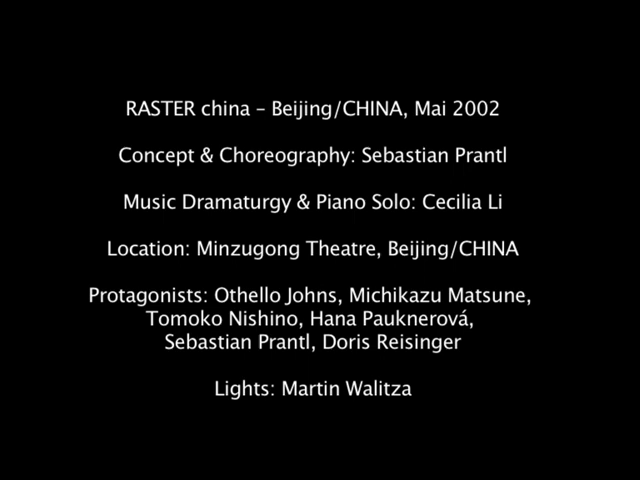 RASTER china – Beijing/CHINA, Mai 2002
Concept & Choreography: Sebastian Prantl
Music Dramaturgy & Piano Solo: Cecilia Li
Location: Minzugong Theatre, Beijing/CHINA
Protagonists: Othello Johns, Michikazu Matsune,
Tomoko Nishino, Hana Pauknerová,
Sebastian Prantl, Doris Reisinger
Lights: Martin Walitza